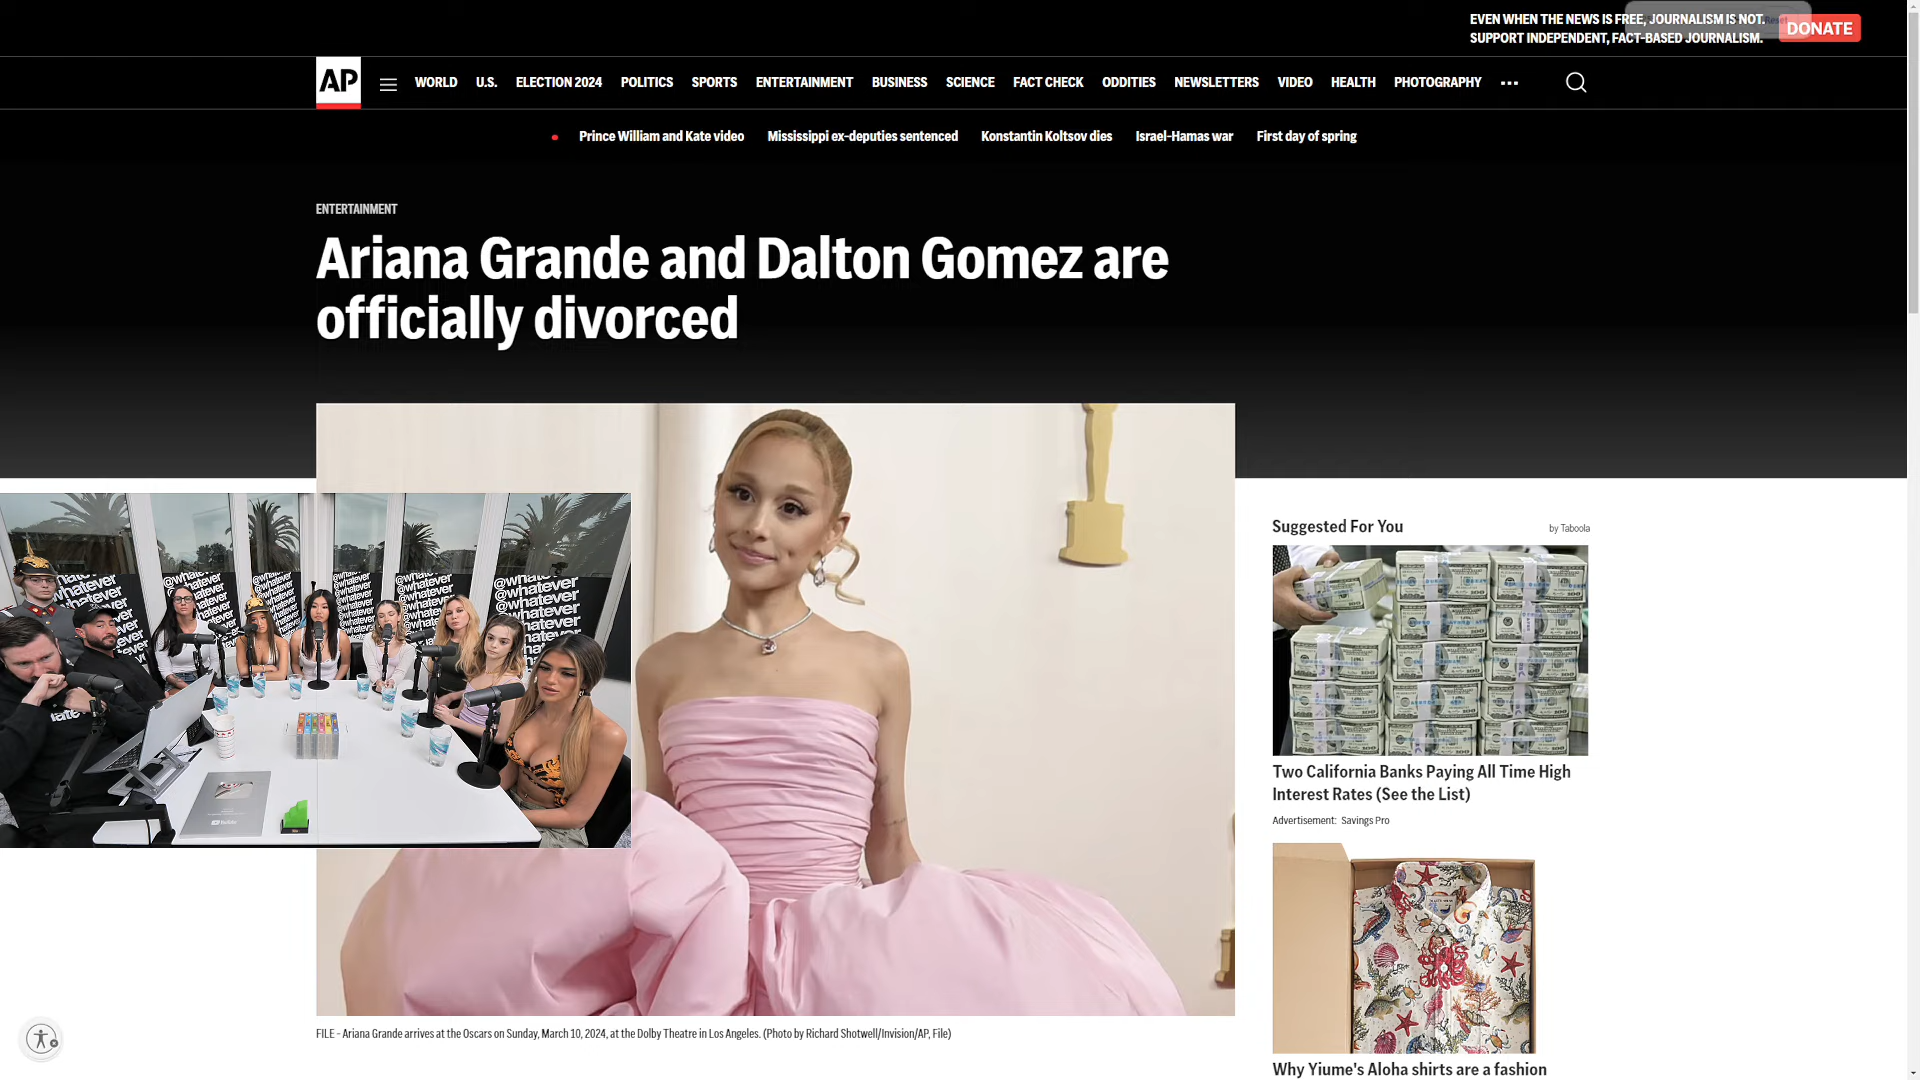 EVEN WHEN THE NEWS IS FREE, JOURNALISM IS NOT.
SUPPORT INDEPENDENT, FACT-BASED JOURNALISM.
DONATE
AP
WORLD U.S. ELECTION 2024 POLITICS SPORTS ENTERTAINMENT BUSINESS SCIENCE FACT CHECK ODDITIES NEWSLETTERS VIDEO HEALTH PHOTOGRAPHY ...
Prince William and Kate video Mississippi ex-deputies sentenced Konstantin Koltsov dies Israel-Hamas war First day of spring
ENTERTAINMENT
Ariana Grande and Dalton Gomez are
officially divorced
@whatever
@whatever
@whatever
@whatever
@whatever
Suggested For You
by Taboola
Two California Banks Paying All Time High
Interest Rates (See the List)
Advertisement: Savings Pro
FILE - Ariana Grande arrives at the Oscars on Sunday, March 10, 2024, at the Dolby Theatre in Los Angeles. (Photo by Richard Shotwell/Invision/AP, File)
Why Yiume's Aloha shirts are a fashion